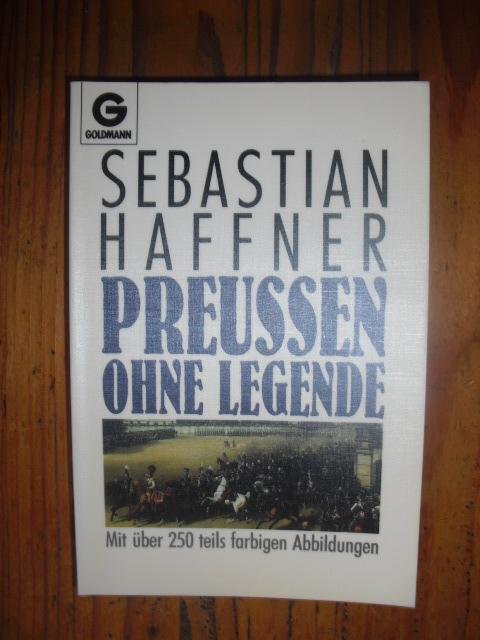 G
GOLDMANN
SEBASTIAN
HAFFNER
PREUSSEN
OHNE LEGENDE
Mit über 250 teils farbigen Abbildungen